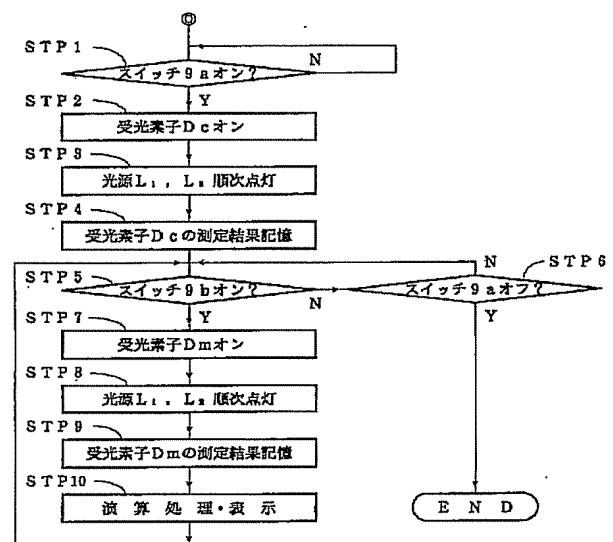 STP1
N
スイッチ9aオン?
Y
STP2
受光素子Dcオン
STP3
光源L₁, L₂順次点灯
STP4
受光素子Dcの測定結果記憶
STP5
スイッチ9bオン?
N
N
STP6
スイッチ9aオフ?
Y
Y
STP7
受光素子Dmオン
STP8
光源L₁, L₂順次点灯
STP9
受光素子Dmの測定結果記憶
STP10
演算処理・表示
END